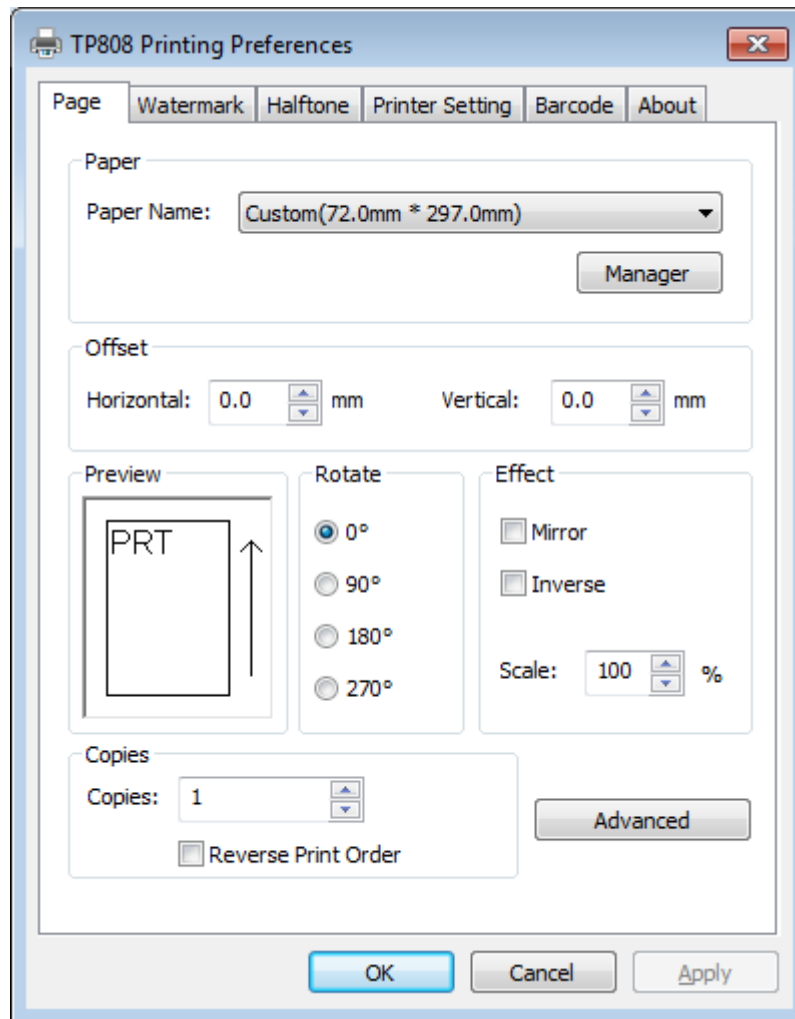 TP808 Printing Preferences
Page Watermark Halftone Printer Setting Barcode About
Paper
Paper Name: Custom(72.0mm * 297.0mm)
Manager
Offset
Horizontal: 0.0 mm Vertical: 0.0 mm
Preview Rotate Effect
PRT 0° Mirror
90° Inverse
180°
Scale: 100 %
270°
Copies
Copies: 1
Advanced
Reverse Print Order
OK Cancel Apply